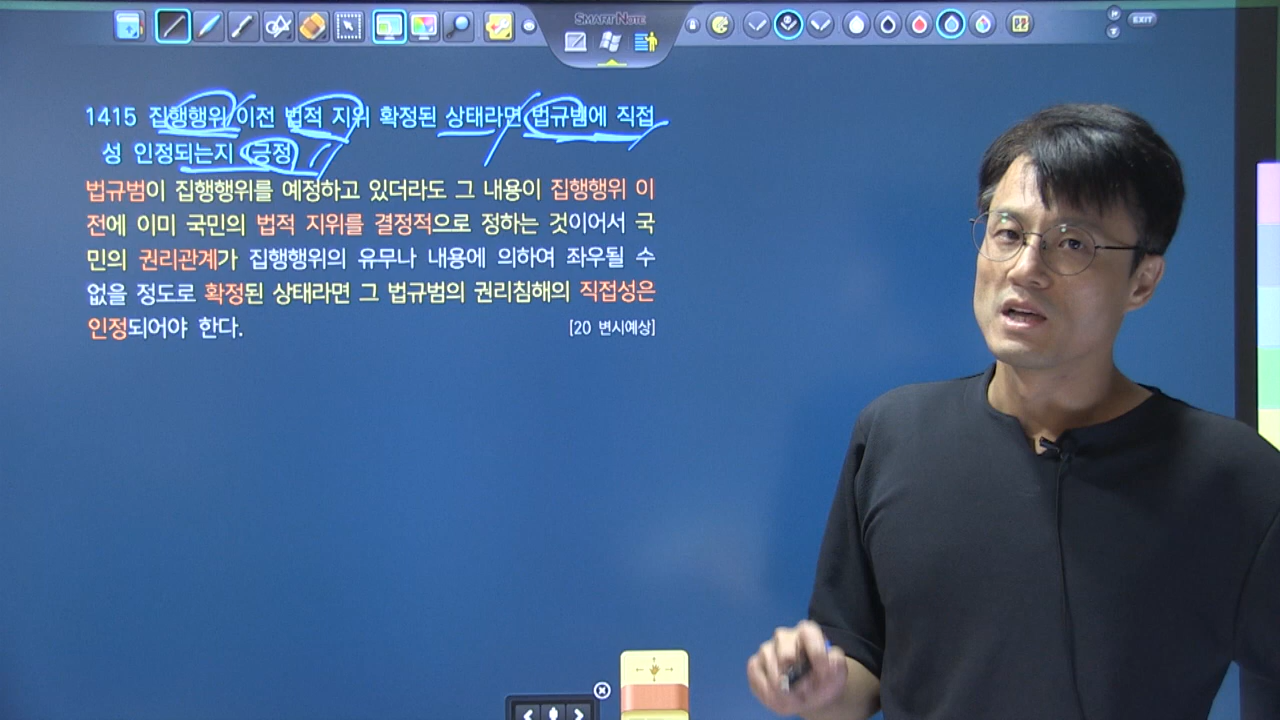 SMARTNOTE
EXIT
1415 집행행위 이전 법적 지위 확정된 상태라면 법규범에 직접
성 인정되는지 (긍정)
법규범이 집행행위를 예정하고 있더라도 그 내용이 집행행위 이
전에 이미 국민의 법적 지위를 결정적으로 정하는 것이어서 국
민의 권리관계가 집행행위의 유무나 내용에 의하여 좌우될 수
없을 정도로 확정된 상태라면 그 법규범의 권리침해의 직접성은
인정되어야 한다. [20 변시예상]